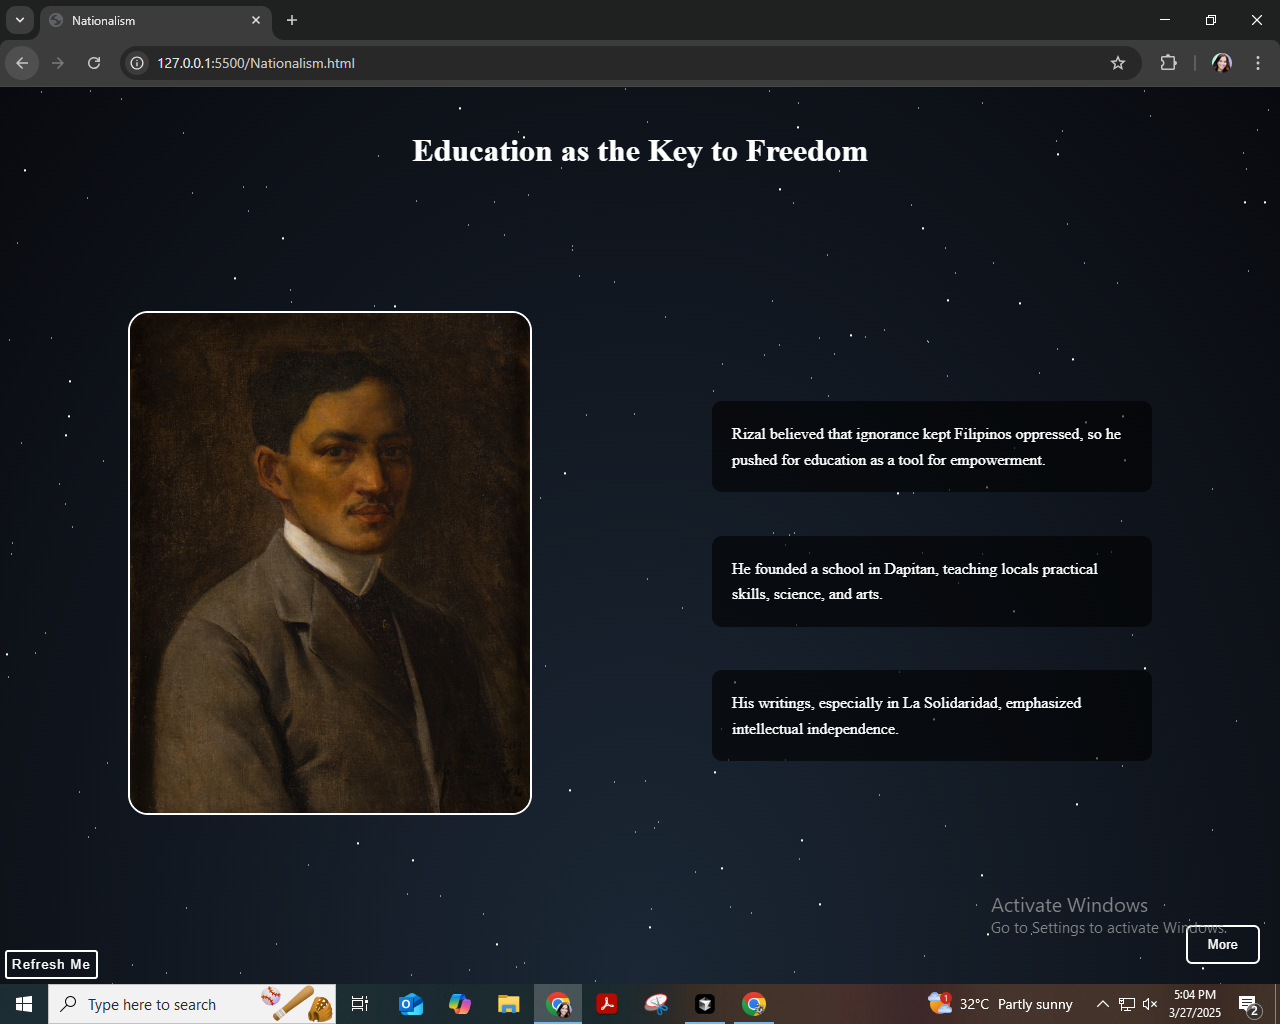 Nationalism
127.0.0.1:5500/Nationalism.html
Education as the Key to Freedom
Rizal believed that ignorance kept Filipinos oppressed, so he
pushed for education as a tool for empowerment.
He founded a school in Dapitan, teaching locals practical
skills, science, and arts.
His writings, especially in La Solidaridad, emphasized
intellectual independence.
Activate Windows
Go to Settings to activate Windows.
More
Refresh Me
Type here to search
1
32°C Partly sunny
5:04 PM
3/27/2025
2